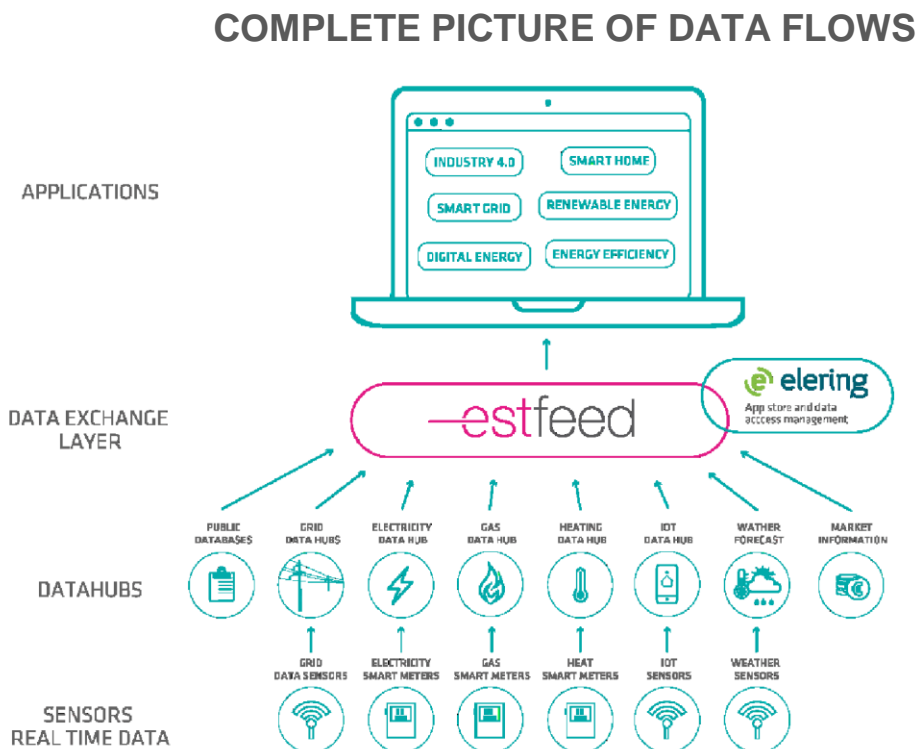 COMPLETE PICTURE OF DATA FLOWS
APPLICATIONS
INDUSTRY 4.0
SMART HOME
SMART GRID
RENEWABLE ENERGY
DIGITAL ENERGY
ENERGY EFFICIENCY
DATA EXCHANGE
LAYER
estfeed
e elering
App store and data
acccess management
PUBLIC
DATABASES
GRID
DATA HUBS
ELECTRICITY
DATA HUB
GAS
DATA HUB
HEATING
DATA HUB
IOT
DATA HUB
WATHER
FORECAST
MARKET
INFORMATION
DATAHUBS
GRID
DATA SENSORS
ELECTRICITY
SMART METERS
GAS
SMART METERS
HEAT
SMART METERS
IOT
SENSORS
WEATHER
SENSORS
SENSORS
REAL TIME DATA